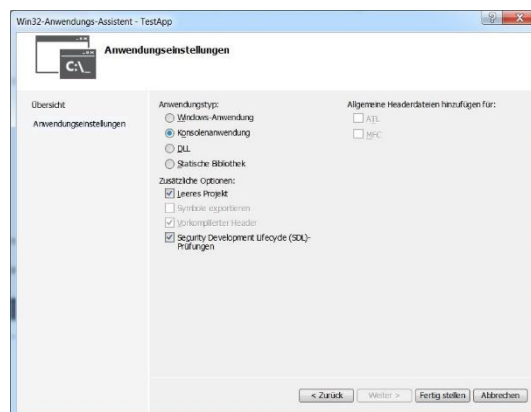 Win32-Anwendungs-Assistent - TestApp
C:\_
Anwendungseinstellungen
Übersicht
Anwendungseinstellungen
Anwendungstyp:
Windows-Anwendung
Konsolenanwendung
DLL
Statische Bibliothek
Zusätzliche Optionen:
Leeres Projekt
Symbole exportieren
Vorkompilierter Header
Security Development Lifecycle (SDL)-
Prüfungen
Allgemeine Headerdateien hinzufügen für:
ATL
MFC
< Zurück
Weiter >
Fertig stellen
Abbrechen